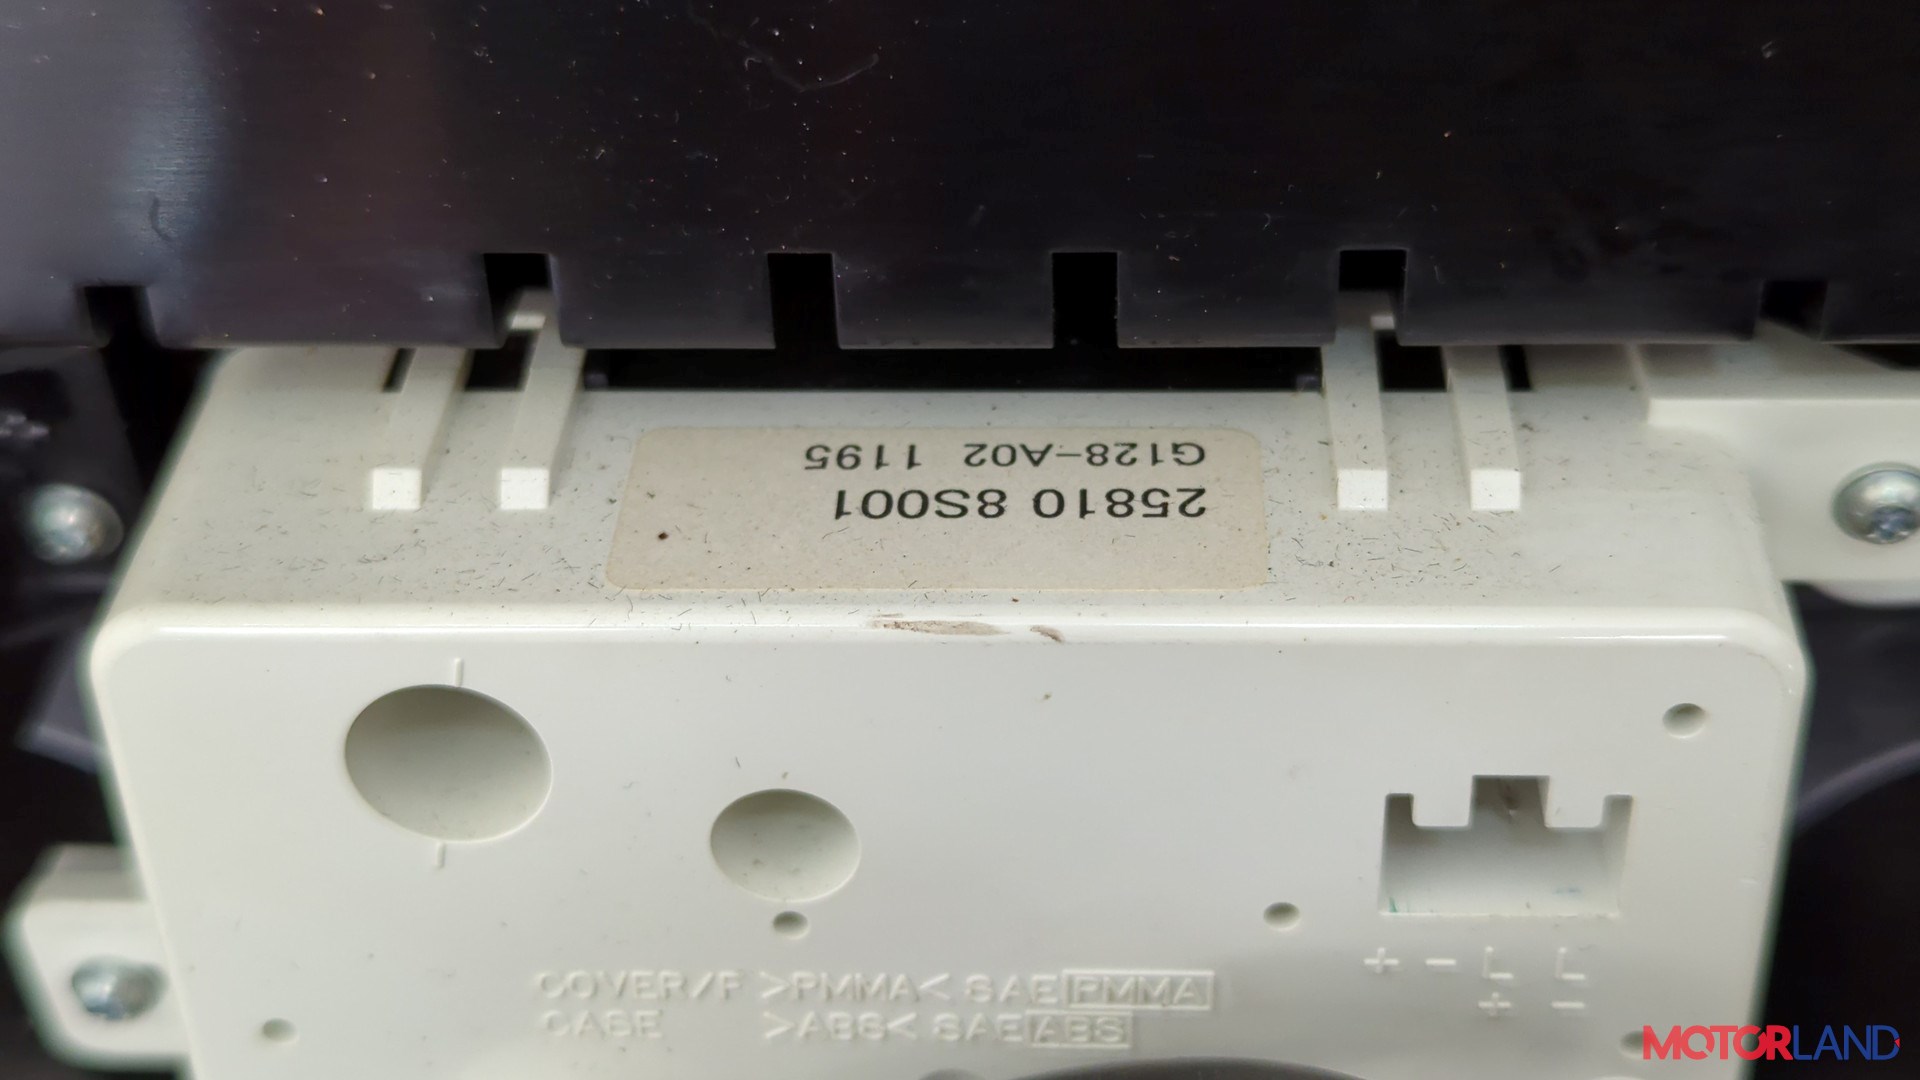 25810 8S001
G128-A02 1195
COVER/F >PMMA< SAE PMMA
CASE >ABS< SAE ABS
+ - L L
+ -
MOTORLAND